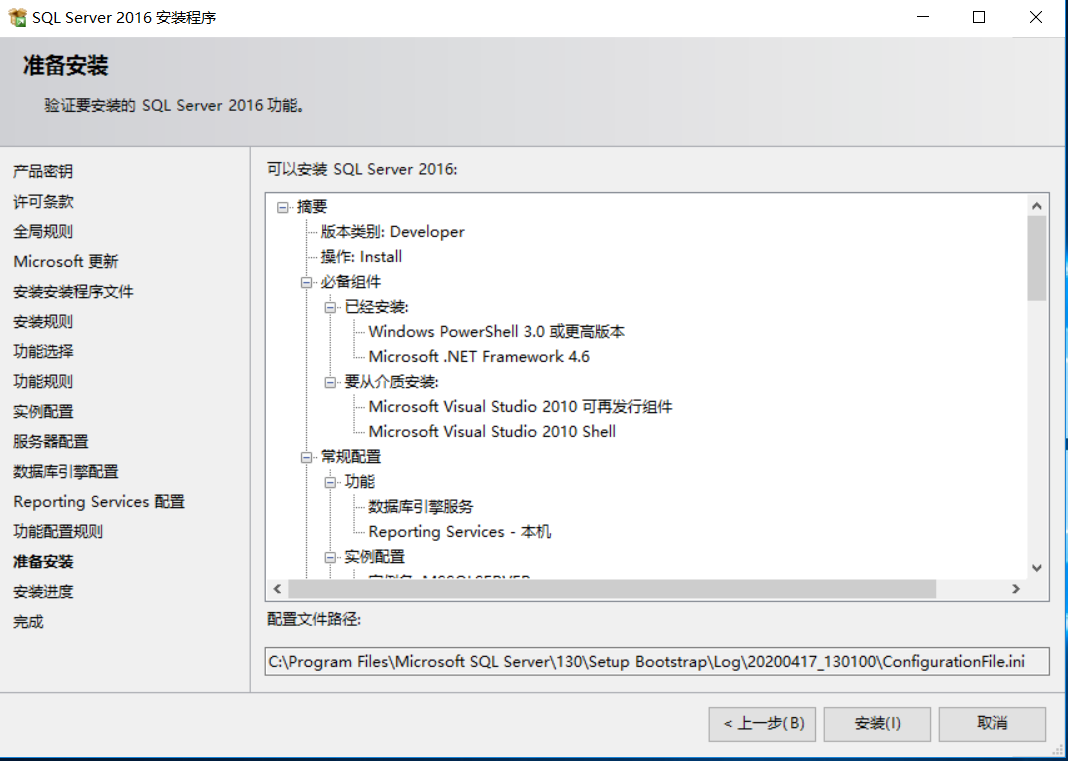 SQL Server 2016 安装程序
准备安装
验证要安装的 SQL Server 2016 功能。
产品密钥
许可条款
全局规则
Microsoft 更新
安装安装程序文件
安装规则
功能选择
功能规则
实例配置
服务器配置
数据库引擎配置
Reporting Services 配置
功能配置规则
准备安装
安装进度
完成
可以安装 SQL Server 2016:
摘要
版本类别: Developer
操作: Install
必备组件
已经安装:
Windows PowerShell 3.0 或更高版本
Microsoft .NET Framework 4.6
要从介质安装:
Microsoft Visual Studio 2010 可再发行组件
Microsoft Visual Studio 2010 Shell
常规配置
功能
数据库引擎服务
Reporting Services - 本机
实例配置
实例名: MSSQLSERVER
配置文件路径:
C:\Program Files\Microsoft SQL Server\130\Setup Bootstrap\Log\20200417_130100\ConfigurationFile.ini
< 上一步(B)
安装(I)
取消